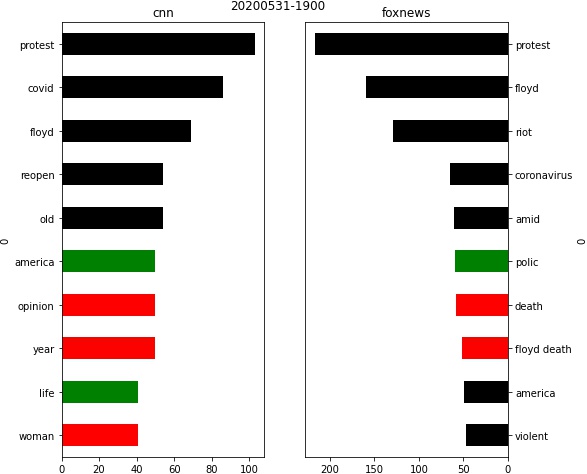 20200531-1900
cnn
foxnews
protest
covid
floyd
reopen
old
america
opinion
year
life
woman
0
0 20 40 60 80 100
protest
floyd
riot
coronavirus
amid
polic
death
floyd death
america
violent
0
200 150 100 50 0